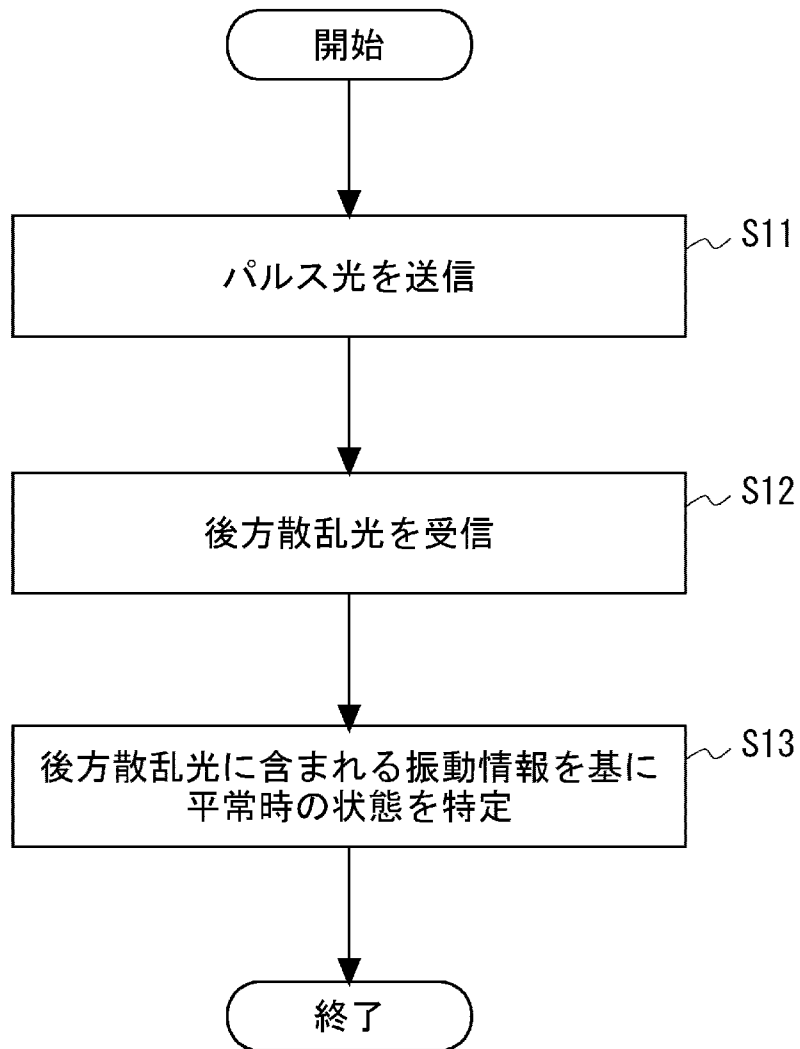 開始
パルス光を送信
S11
後方散乱光を受信
S12
後方散乱光に含まれる振動情報を基に
平常時の状態を特定
S13
終了